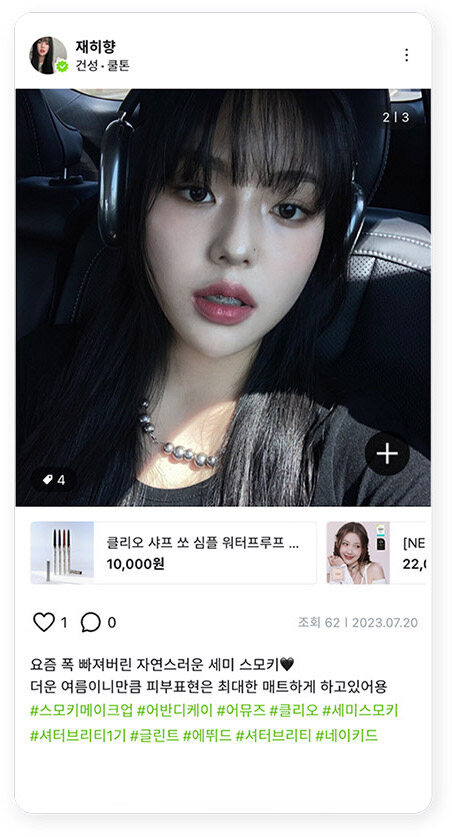 재히향
건성 • 쿨톤
2 | 3
4
클리오 샤프 쏘 심플 워터프루프 ...
10,000원
[NE
22,0
1 0
조회 62 | 2023.07.20
요즘 푹 빠져버린 자연스러운 세미 스모키🖤
더운 여름이니만큼 피부표현은 최대한 매트하게 하고있어용
#스모키메이크업 #어반디케이 #어뮤즈 #클리오 #세미스모키
#셔터브리티1기 #글린트 #에뛰드 #셔터브리티 #네이키드